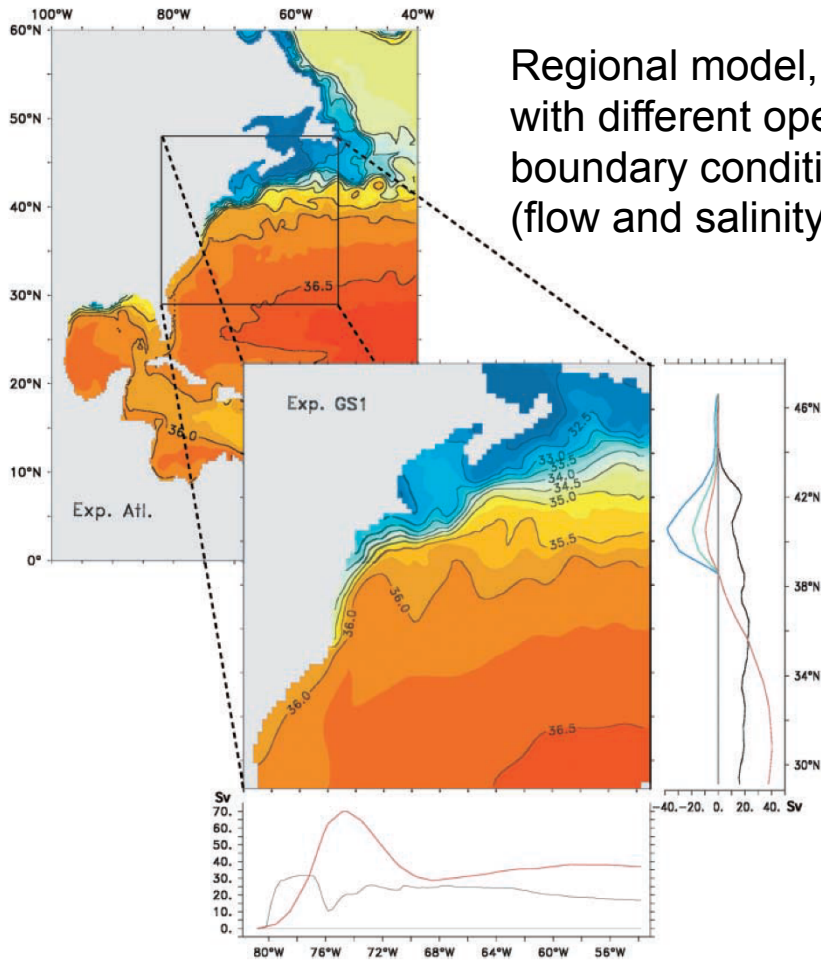 100°W 80°W 60°W 40°W
60°N
50°N
40°N
30°N
20°N
10°N
0°
36.5
36.0
Exp. Atl.
Regional model,
with different ope
boundary conditi
(flow and salinity
Exp. GS1
32.5
33.0
33.5
34.0
34.5
35.0
35.5
36.0
36.0
36.0
36.5
46°N
42°N
38°N
34°N
30°N
-40. -20. 0. 20. 40. Sv
Sv
70.
60.
50.
40.
30.
20.
10.
0.
80°W 76°W 72°W 68°W 64°W 60°W 56°W